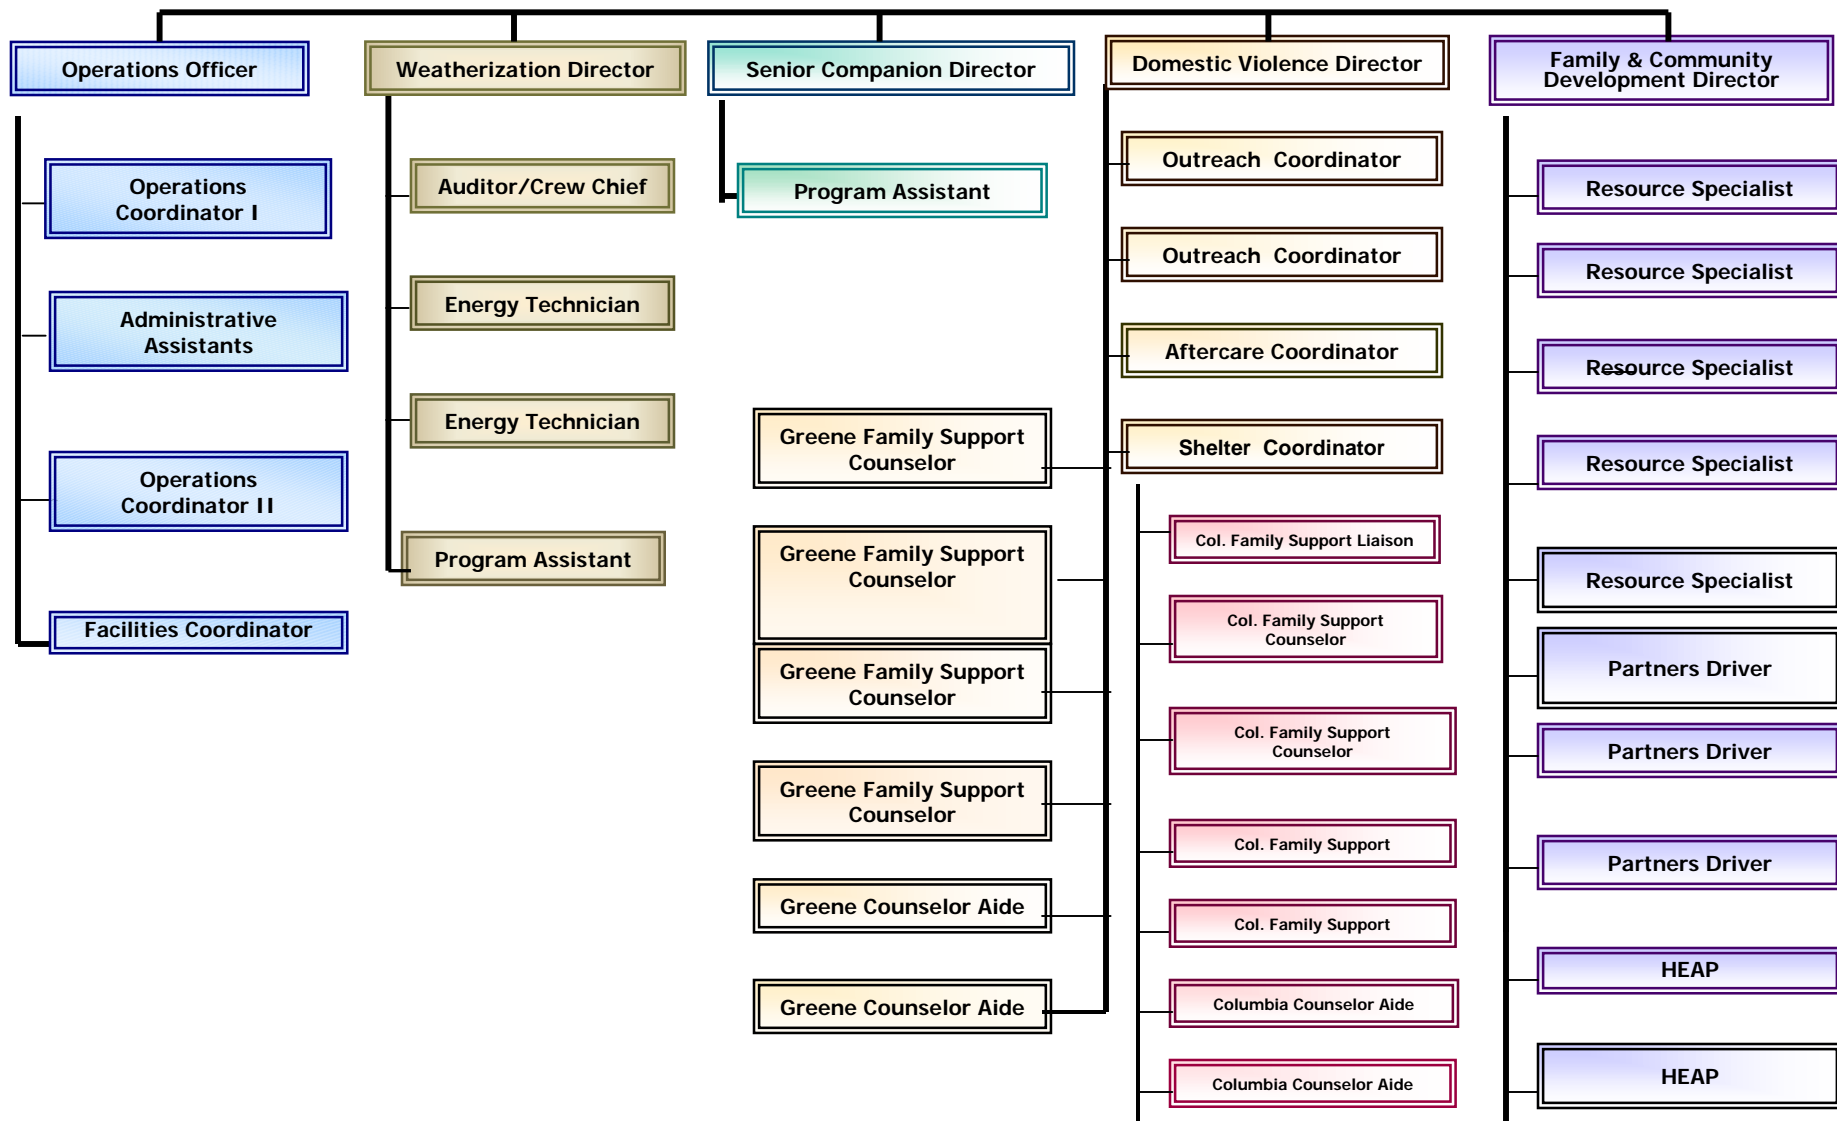 Operations Officer
Weatherization Director
Senior Companion Director
Domestic Violence Director
Family & Community
Development Director
Operations
Coordinator I
Administrative
Assistants
Operations
Coordinator II
Facilities Coordinator
Auditor/Crew Chief
Energy Technician
Energy Technician
Program Assistant
Program Assistant
Outreach Coordinator
Outreach Coordinator
Aftercare Coordinator
Shelter Coordinator
Greene Family Support
Counselor
Greene Family Support
Counselor
Greene Family Support
Counselor
Greene Family Support
Counselor
Greene Counselor Aide
Greene Counselor Aide
Col. Family Support Liaison
Col. Family Support
Counselor
Col. Family Support
Counselor
Col. Family Support
Col. Family Support
Columbia Counselor Aide
Columbia Counselor Aide
Resource Specialist
Resource Specialist
Resource Specialist
Resource Specialist
Resource Specialist
Partners Driver
Partners Driver
Partners Driver
HEAP
HEAP